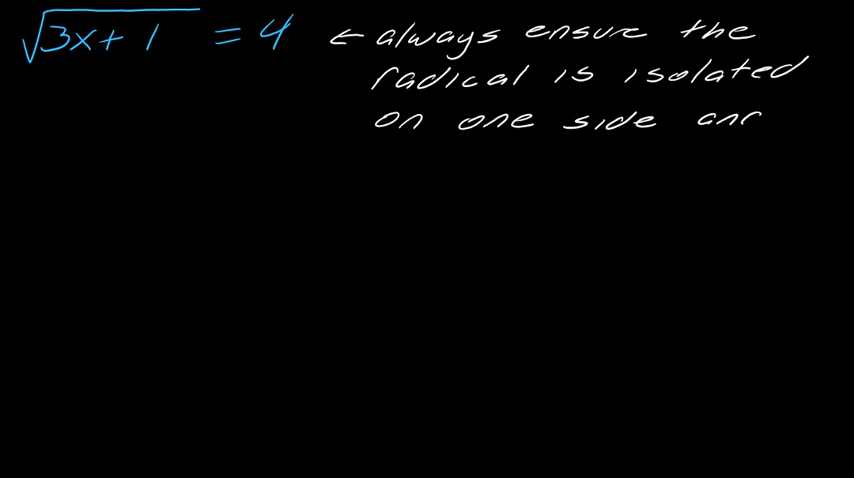 √3x+1 = 4 ← always ensure the
radical is isolated
on one side